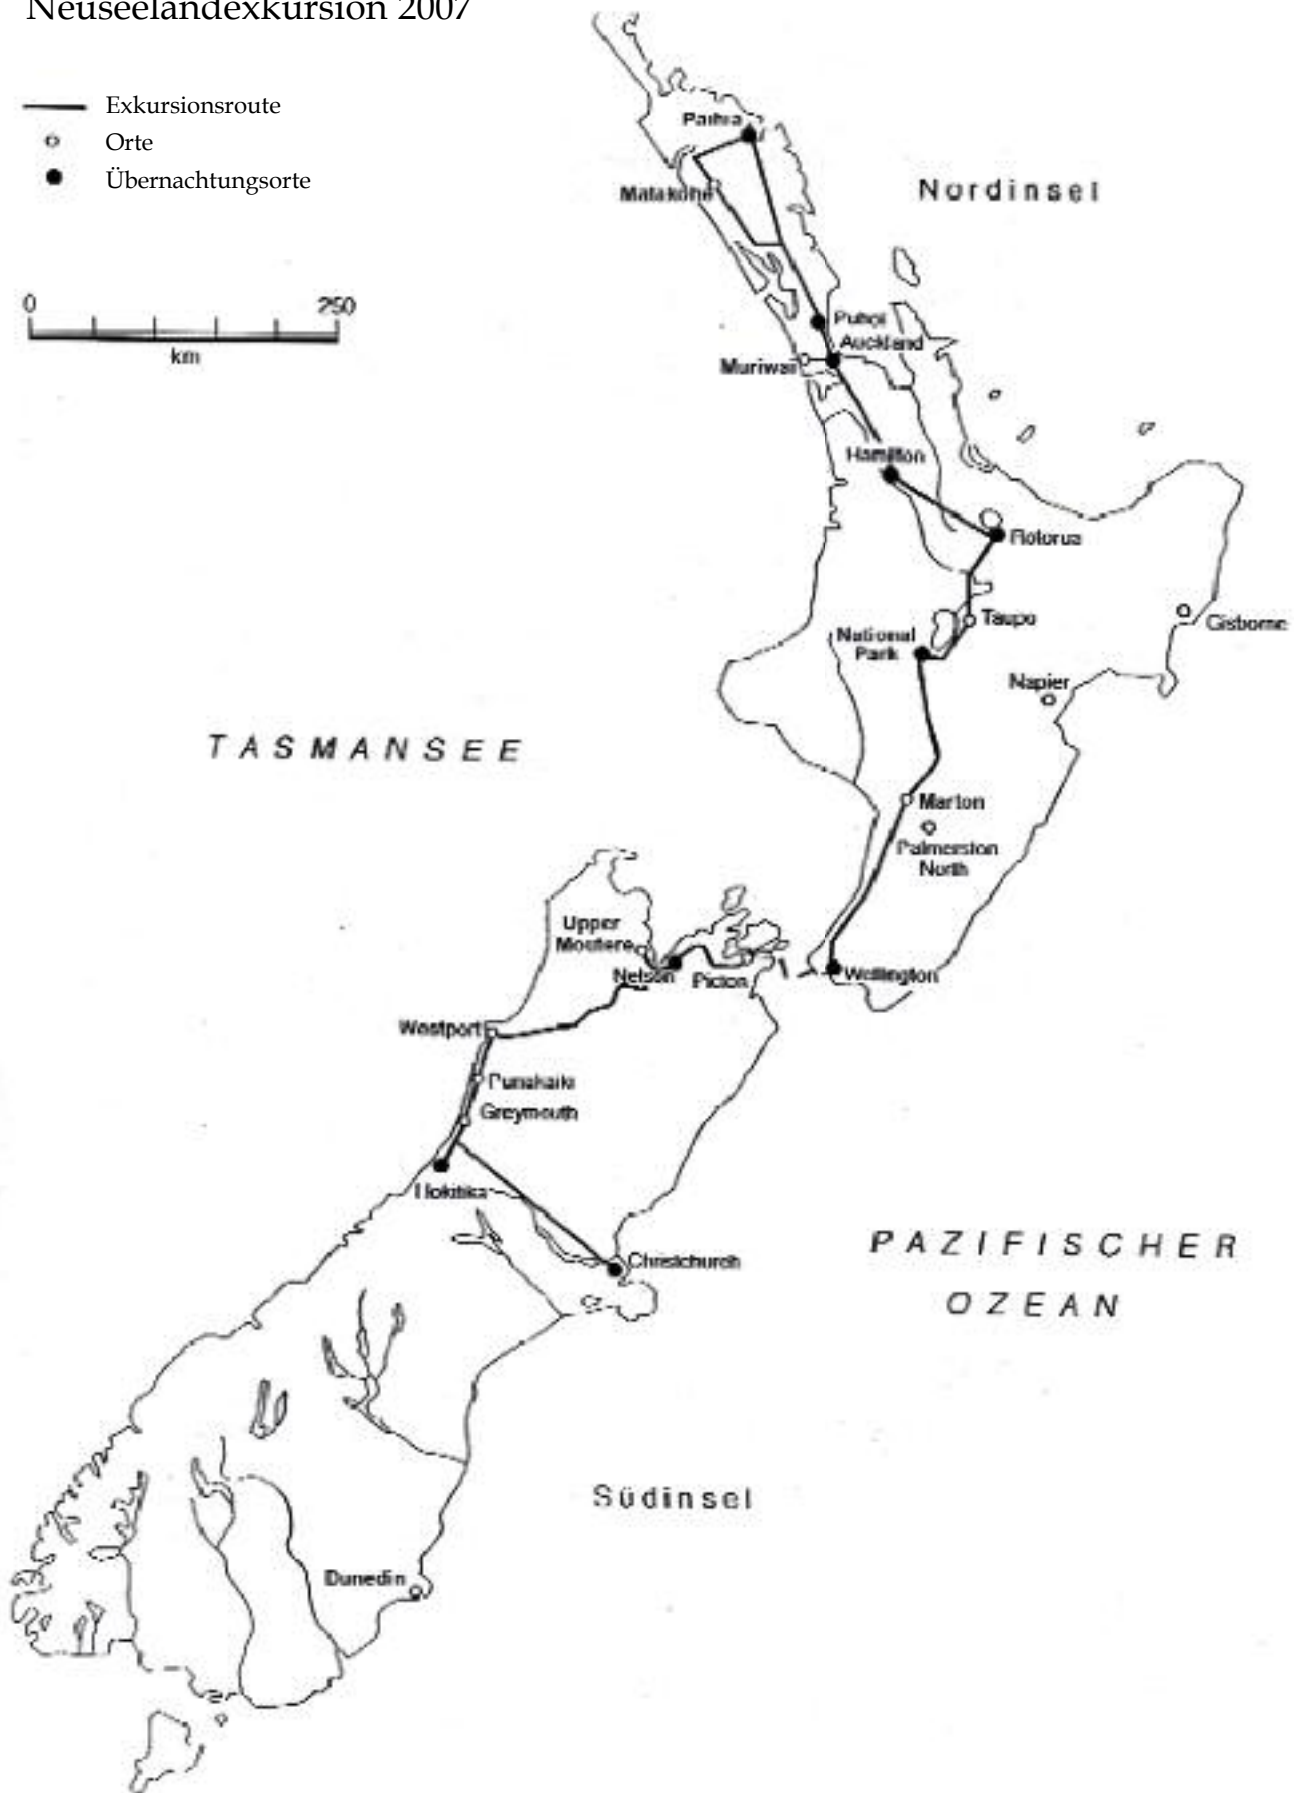 Neuseelandexkursion 2007
Exkursionsroute
Orte
Übernachtungsorte
0 250
km
Paihia
Matakohe
Nordinsel
Puhoi
Auckland
Muriwai
Hamilton
Rotorua
Taupo
Gisborne
National
Park
Napier
TASMANSEE
Marton
Palmerston
North
Upper
Moutere
Nelson
Picton
Wellington
Westport
Punakaiki
Greymouth
Hokitika
Christchurch
PAZIFISCHER
OZEAN
Südinsel
Dunedin